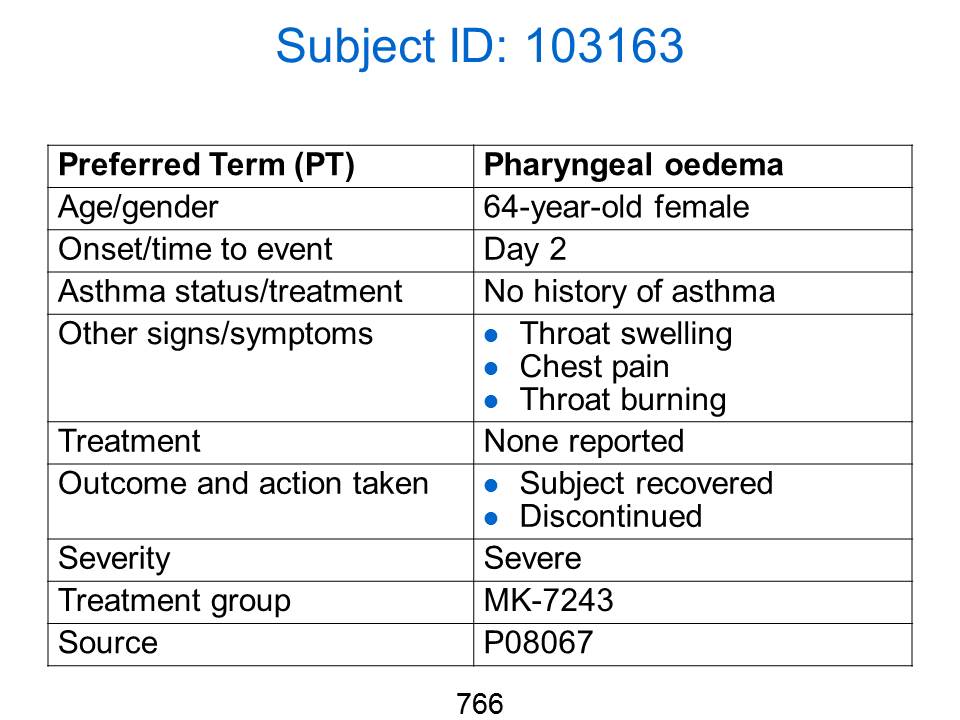 Subject ID: 103163
Preferred Term (PT) Pharyngeal oedema
Age/gender 64-year-old female
Onset/time to event Day 2
Asthma status/treatment No history of asthma
Other signs/symptoms ● Throat swelling
● Chest pain
● Throat burning
Treatment None reported
Outcome and action taken ● Subject recovered
● Discontinued
Severity Severe
Treatment group MK-7243
Source P08067
766